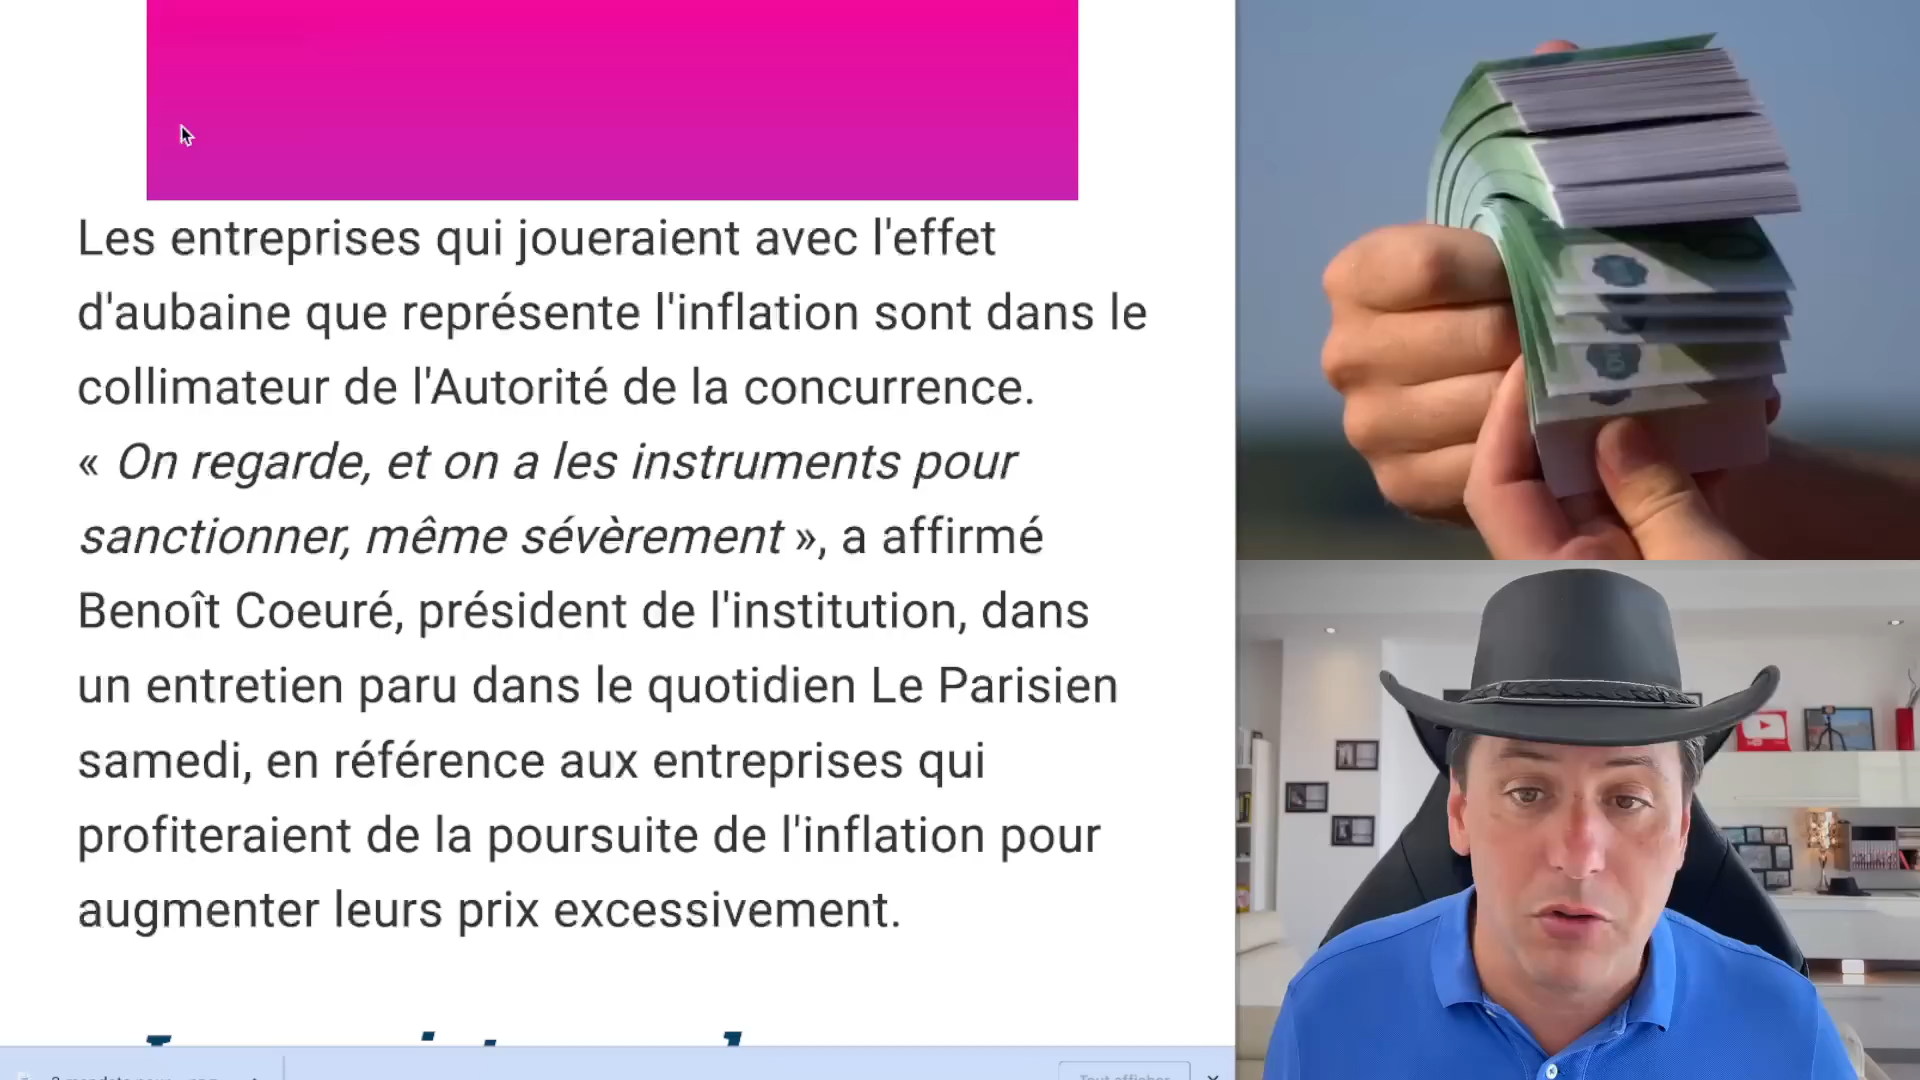 Les entreprises qui joueraient avec l'effet
d'aubaine que représente l'inflation sont dans le
collimateur de l'Autorité de la concurrence.
« On regarde, et on a les instruments pour
sanctionner, même sévèrement », a affirmé
Benoît Coeuré, président de l'institution, dans
un entretien paru dans le quotidien Le Parisien
samedi, en référence aux entreprises qui
profiteraient de la poursuite de l'inflation pour
augmenter leurs prix excessivement.
Tout afficher